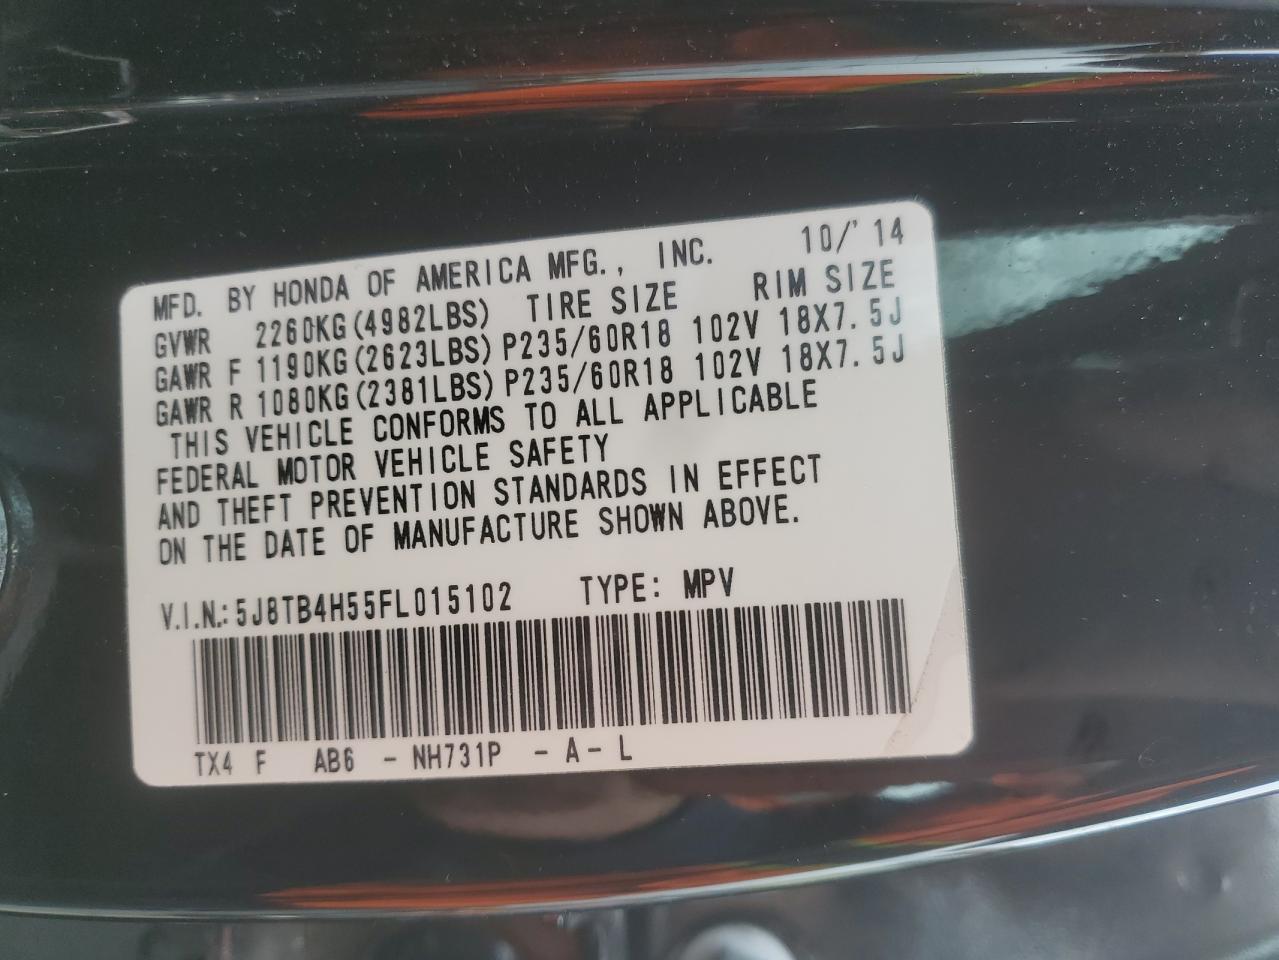 MFD. BY HONDA OF AMERICA MFG., INC. 10/'14
GVWR 2260KG(4982LBS) TIRE SIZE RIM SIZE
GAWR F 1190KG(2623LBS) P235/60R18 102V 18X7.5J
GAWR R 1080KG(2381LBS) P235/60R18 102V 18X7.5J
THIS VEHICLE CONFORMS TO ALL APPLICABLE
FEDERAL MOTOR VEHICLE SAFETY
AND THEFT PREVENTION STANDARDS IN EFFECT
ON THE DATE OF MANUFACTURE SHOWN ABOVE.
V.I.N.: 5J8TB4H55FL015102 TYPE: MPV
TX4 F AB6 - NH731P - A - L